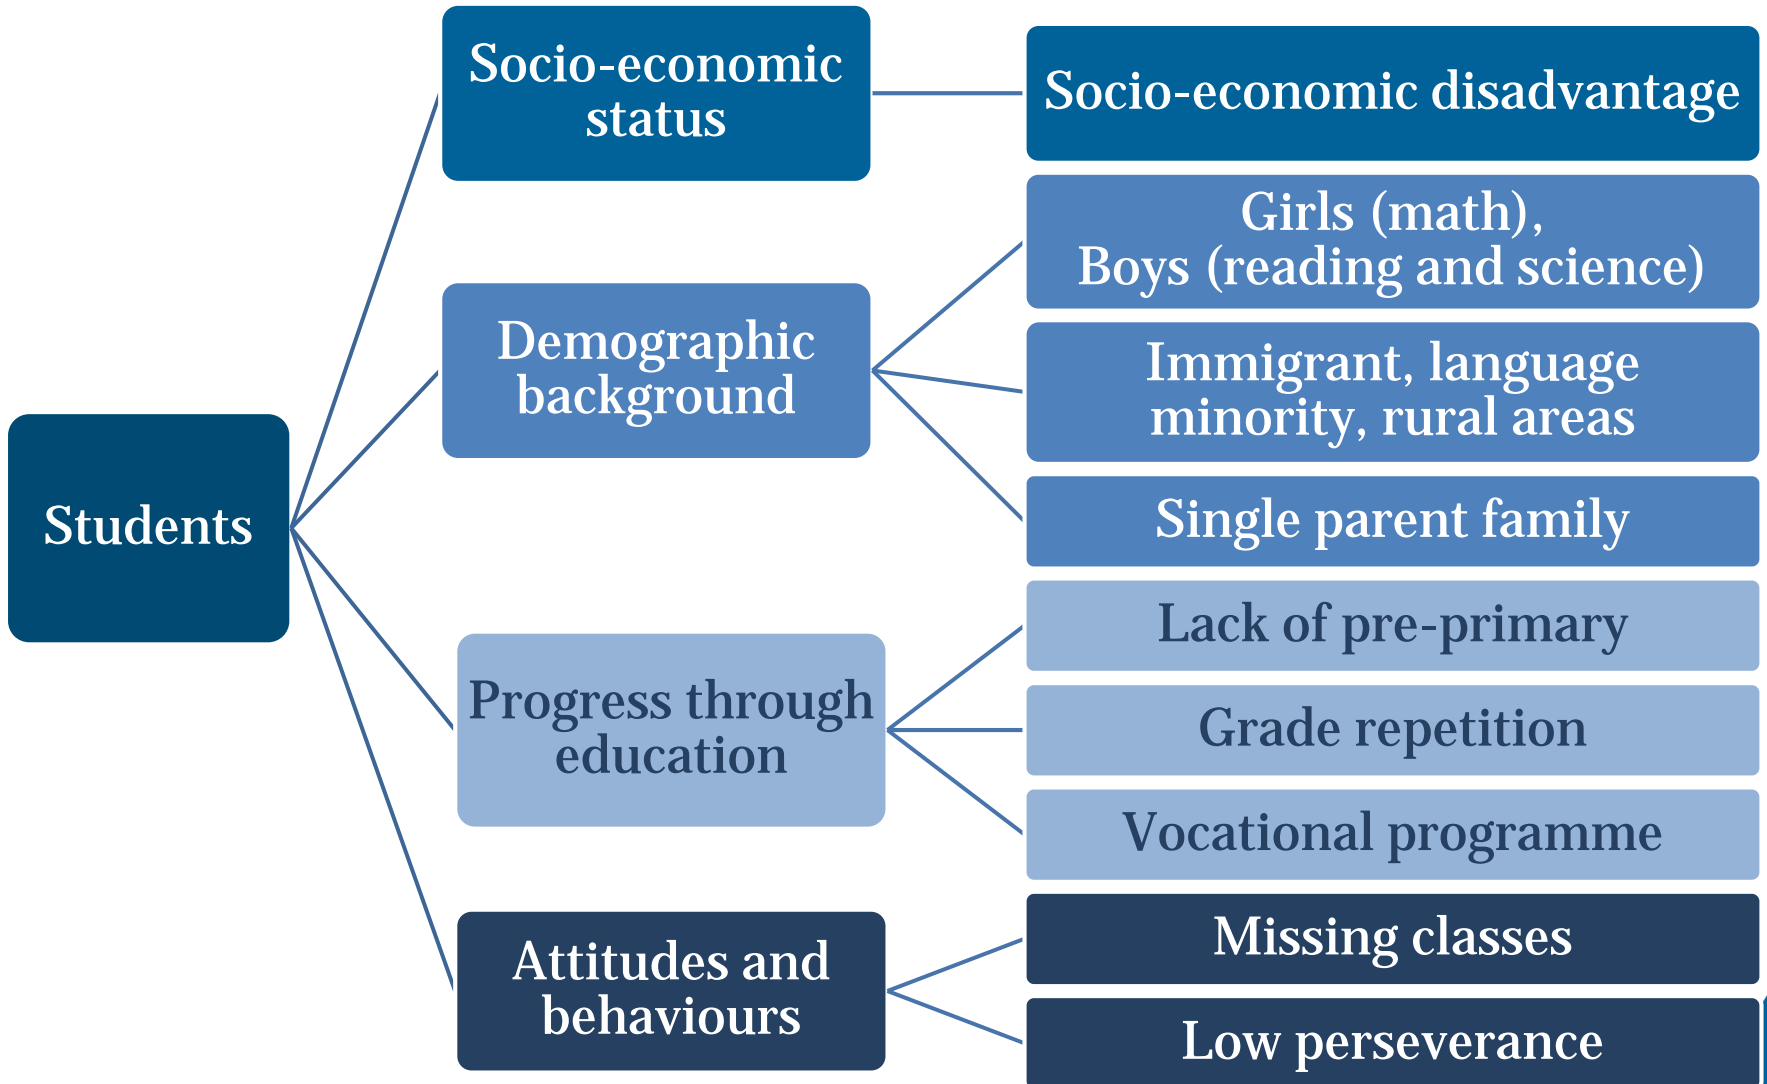 Socio-economic
status
Socio-economic disadvantage
Girls (math),
Boys (reading and science)
Demographic
background
Immigrant, language
minority, rural areas
Single parent family
Students
Lack of pre-primary
Progress through
education
Grade repetition
Vocational programme
Attitudes and
behaviours
Missing classes
Low perseverance